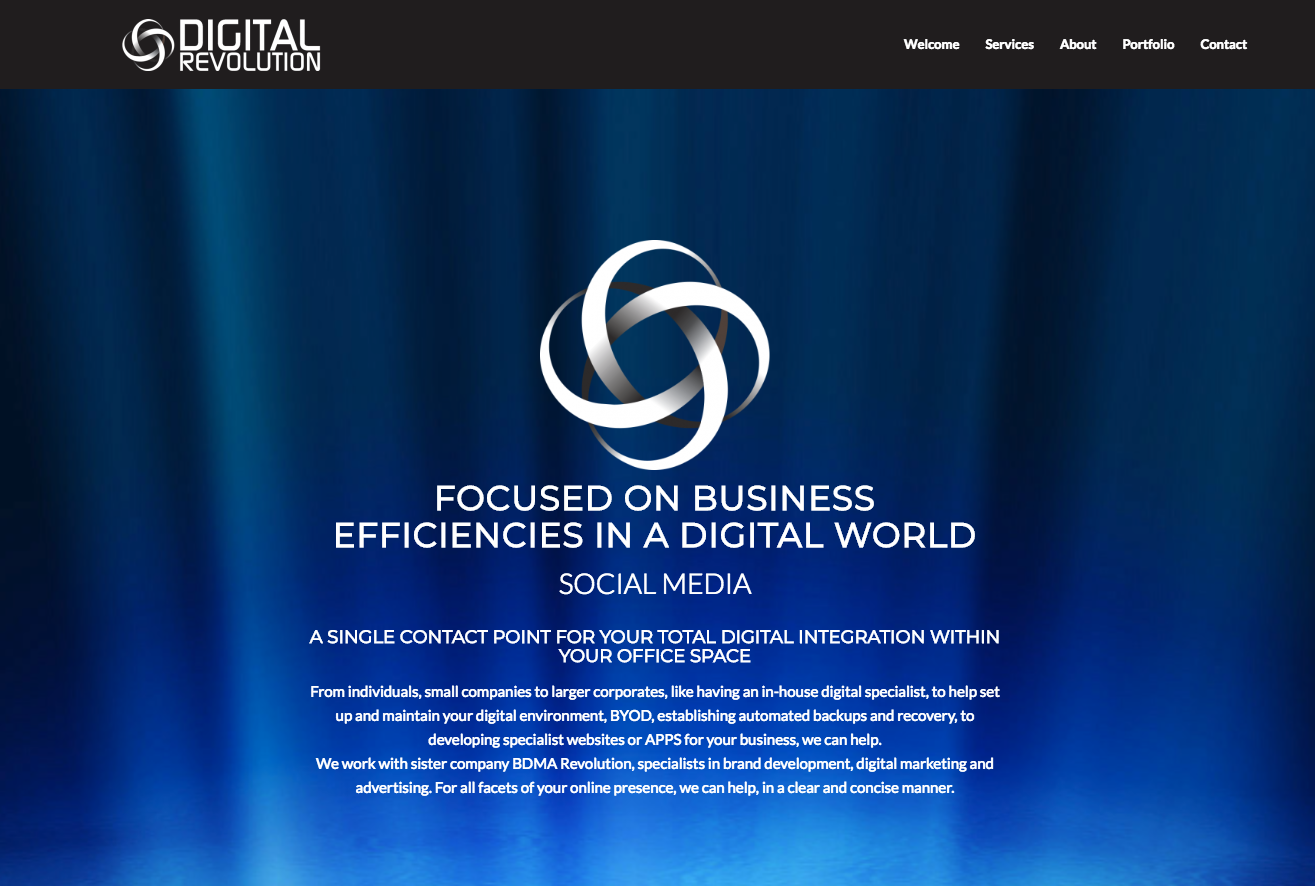 DIGITAL
REVOLUTION
Welcome Services About Portfolio Contact
FOCUSED ON BUSINESS
EFFICIENCIES IN A DIGITAL WORLD
SOCIAL MEDIA
A SINGLE CONTACT POINT FOR YOUR TOTAL DIGITAL INTEGRATION WITHIN
YOUR OFFICE SPACE
From individuals, small companies to larger corporates, like having an in-house digital specialist, to help set
up and maintain your digital environment, BYOD, establishing automated backups and recovery, to
developing specialist websites or APPS for your business, we can help.
We work with sister company BDMA Revolution, specialists in brand development, digital marketing and
advertising. For all facets of your online presence, we can help, in a clear and concise manner.